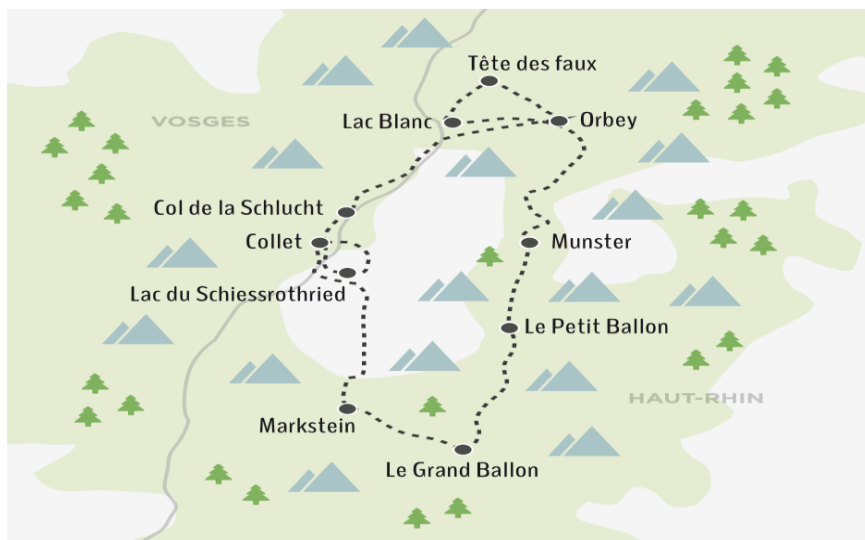 Tête des faux
VOSGES
Lac Blanc
Orbey
Col de la Schlucht
Collet
Munster
Lac du Schiessrothried
Le Petit Ballon
HAUT-RHIN
Markstein
Le Grand Ballon